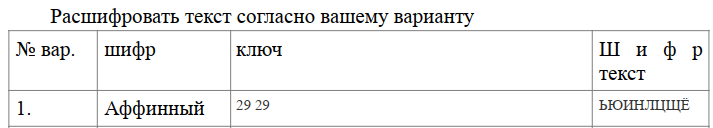 Расшифровать текст согласно вашему варианту
№ вар. шифр ключ Ш и ф р
текст
1. Аффинный 29 29 ЬЮИНЛЦЩЁ